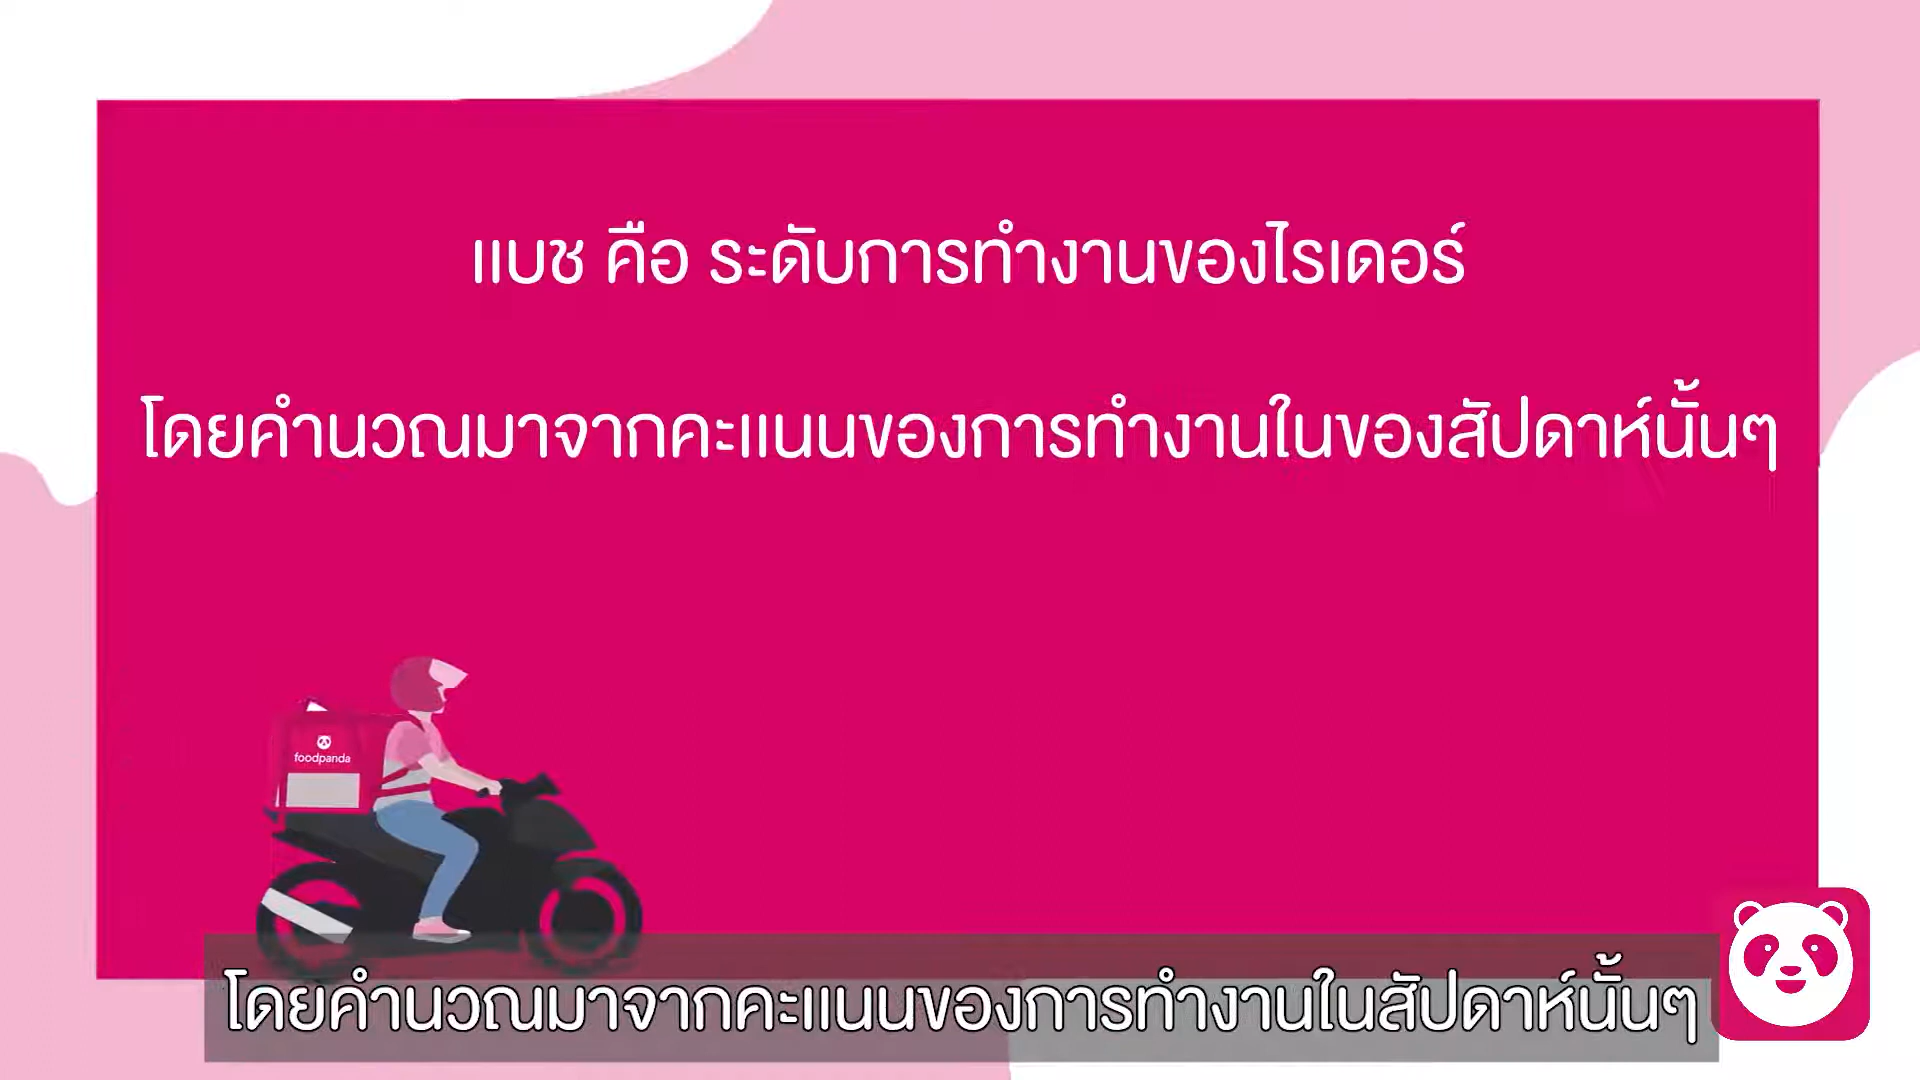 แบช คือ ระดับการทำงานของไรเดอร์
โดยคำนวณมาจากคะแนนของการทำงานในของสัปดาห์นั้นๆ
foodpanda
โดยคำนวณมาจากคะแนนของการทำงานในสัปดาห์นั้นๆ